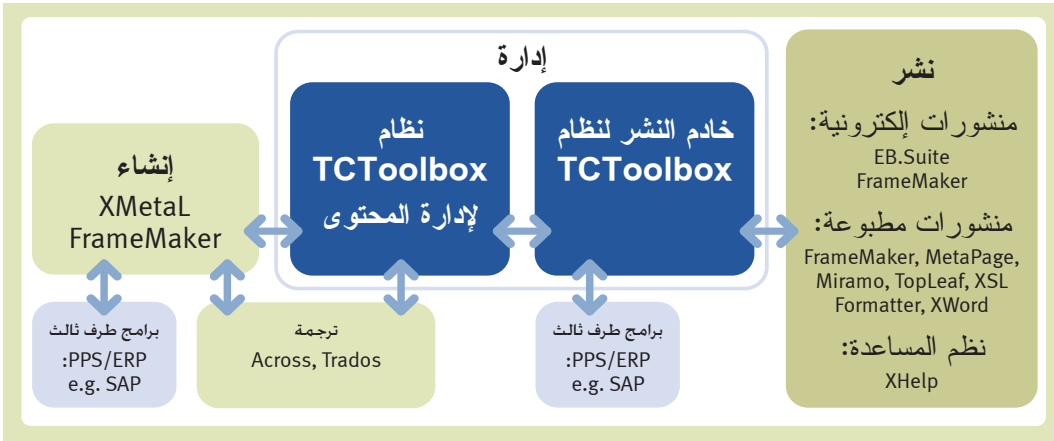 إدارة
إنشاء
XMetaL
FrameMaker
نظام
TCToolbox
لإدارة المحتوى
خادم النشر لنظام
TCToolbox
نشر
منشورات إلكترونية:
EB.Suite
FrameMaker
منشورات مطبوعة:
FrameMaker, MetaPage,
Miramo, TopLeaf, XSL
Formatter, XWord
نظم المساعدة:
XHelp
برامج طرف ثالث
:PPS/ERP
e.g. SAP
ترجمة
Across, Trados
برامج طرف ثالث
:PPS/ERP
e.g. SAP